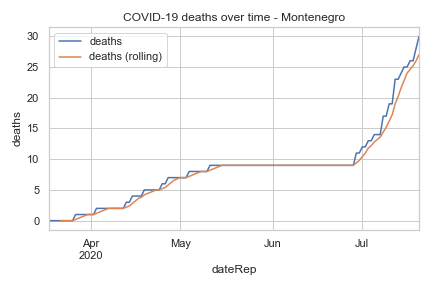 COVID-19 deaths over time - Montenegro
deaths
deaths (rolling)
30
25
20
15
10
5
0
deaths
Apr
2020
May
Jun
Jul
dateRep